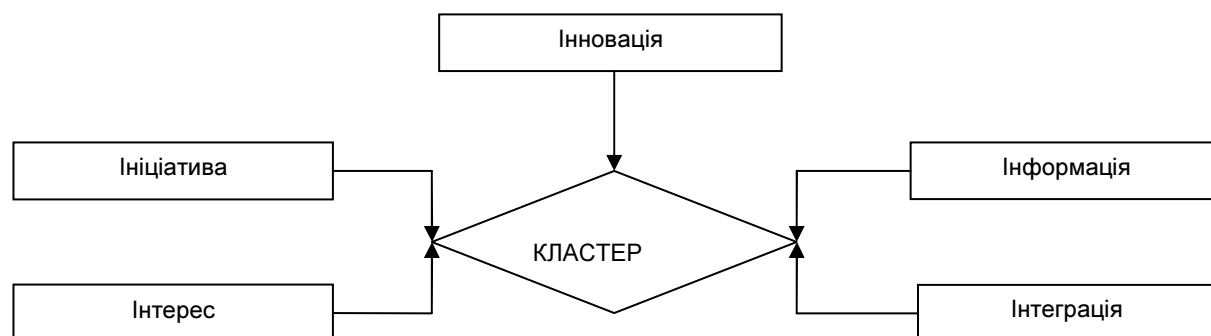 Інновація
Ініціатива
Інформація
КЛАСТЕР
Інтерес
Інтеграція